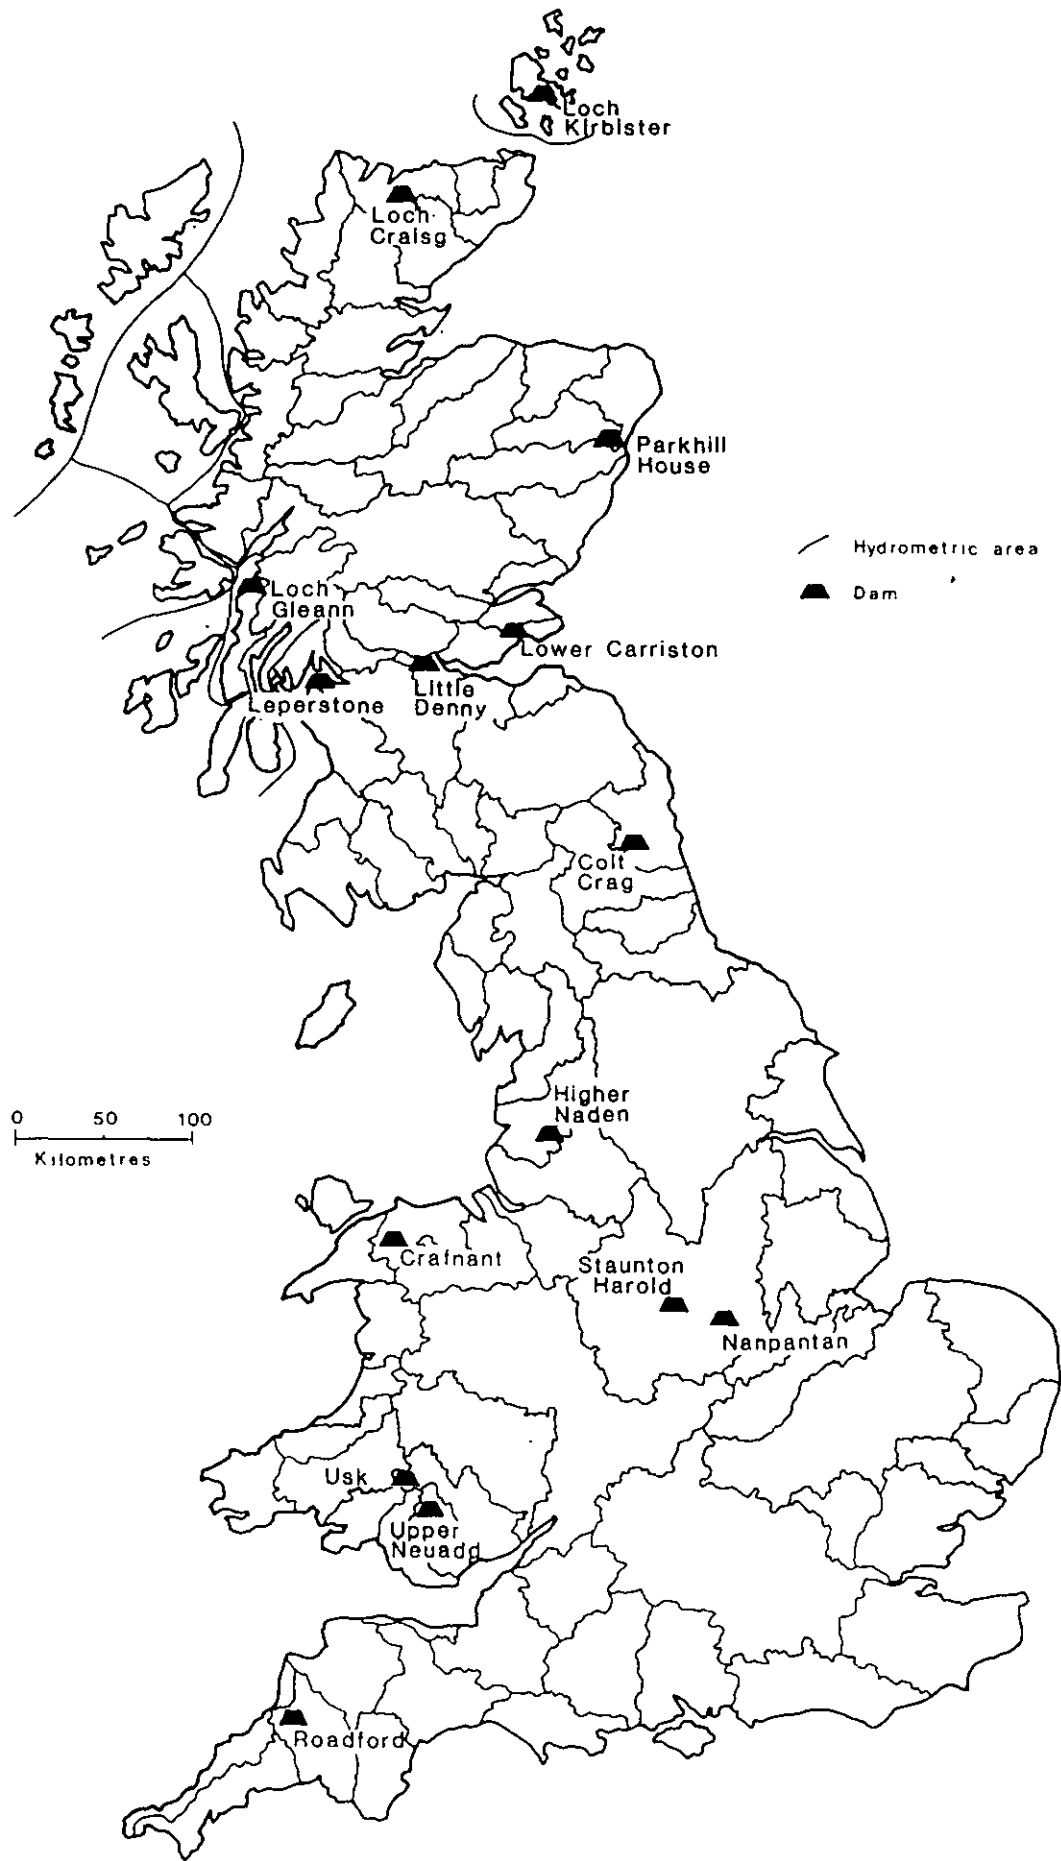 Loch
Kirbister
Loch
Craisg
Parkhill
House
Hydrometric area
Dam
Loch
Gleann
Lower Carriston
Leperstone
Little
Denny
Colt
Crag
Higher
Naden
0 50 100
Kilometres
Crafnant
Staunton
Harold
Nanpantan
Usk
Upper
Neuadd
Roadford